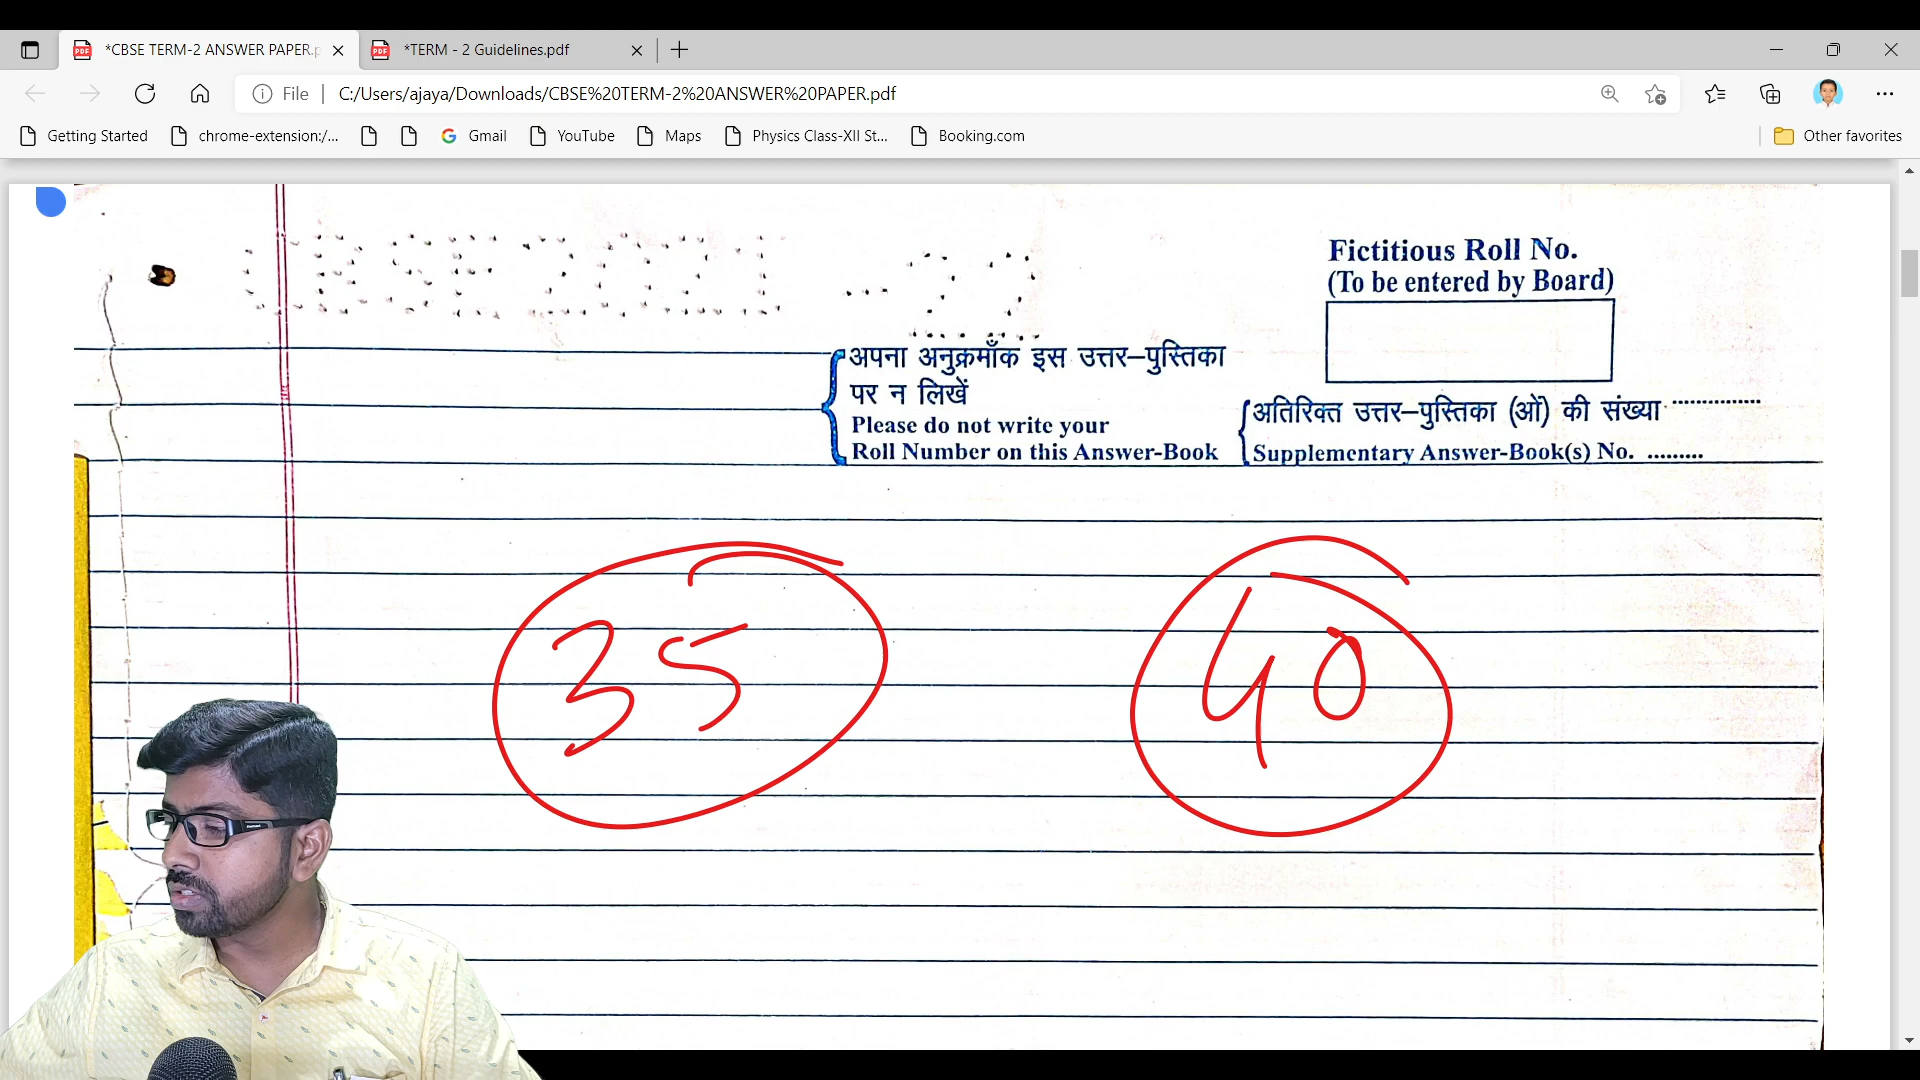 *CBSE TERM-2 ANSWER PAPER.p
*TERM - 2 Guidelines.pdf
File
C:/Users/ajaya/Downloads/CBSE%20TERM-2%20ANSWER%20PAPER.pdf
Getting Started
chrome-extension:/...
Gmail
YouTube
Maps
Physics Class-XII St...
Booking.com
Other favorites
CBSE2021 - 22
Fictitious Roll No.
(To be entered by Board)
अपना अनुक्रमाँक इस उत्तर–पुस्तिका
पर न लिखें
Please do not write your
Roll Number on this Answer-Book
अतिरिक्त उत्तर–पुस्तिका (ओं) की संख्या ...............
Supplementary Answer-Book(s) No. .........
35
40